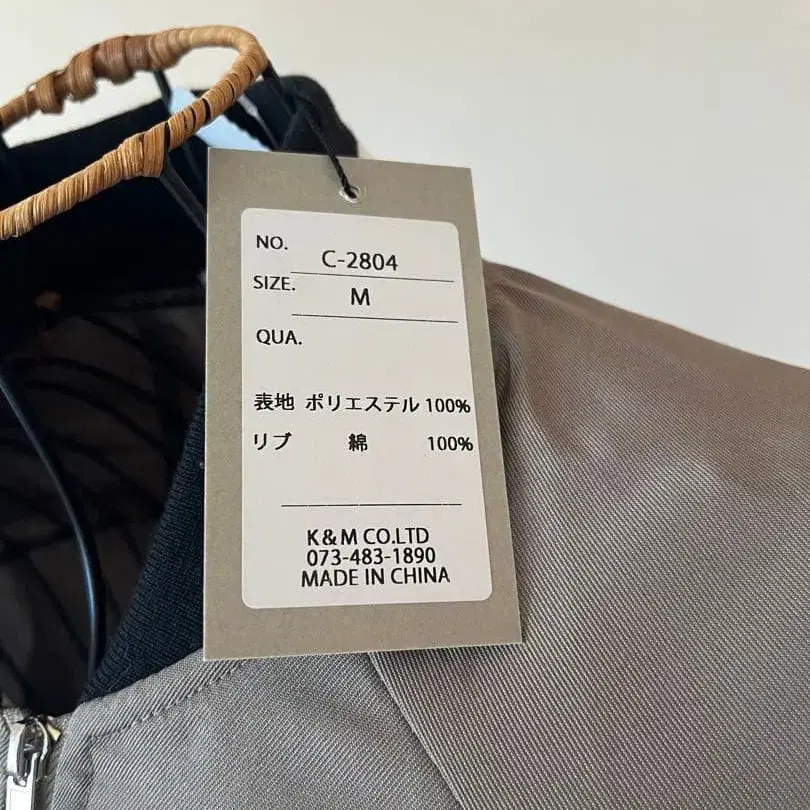 NO. C-2804
SIZE. M
QUA.
表地 ポリエステル 100%
リブ 綿 100%
K&M CO.LTD
073-483-1890
MADE IN CHINA